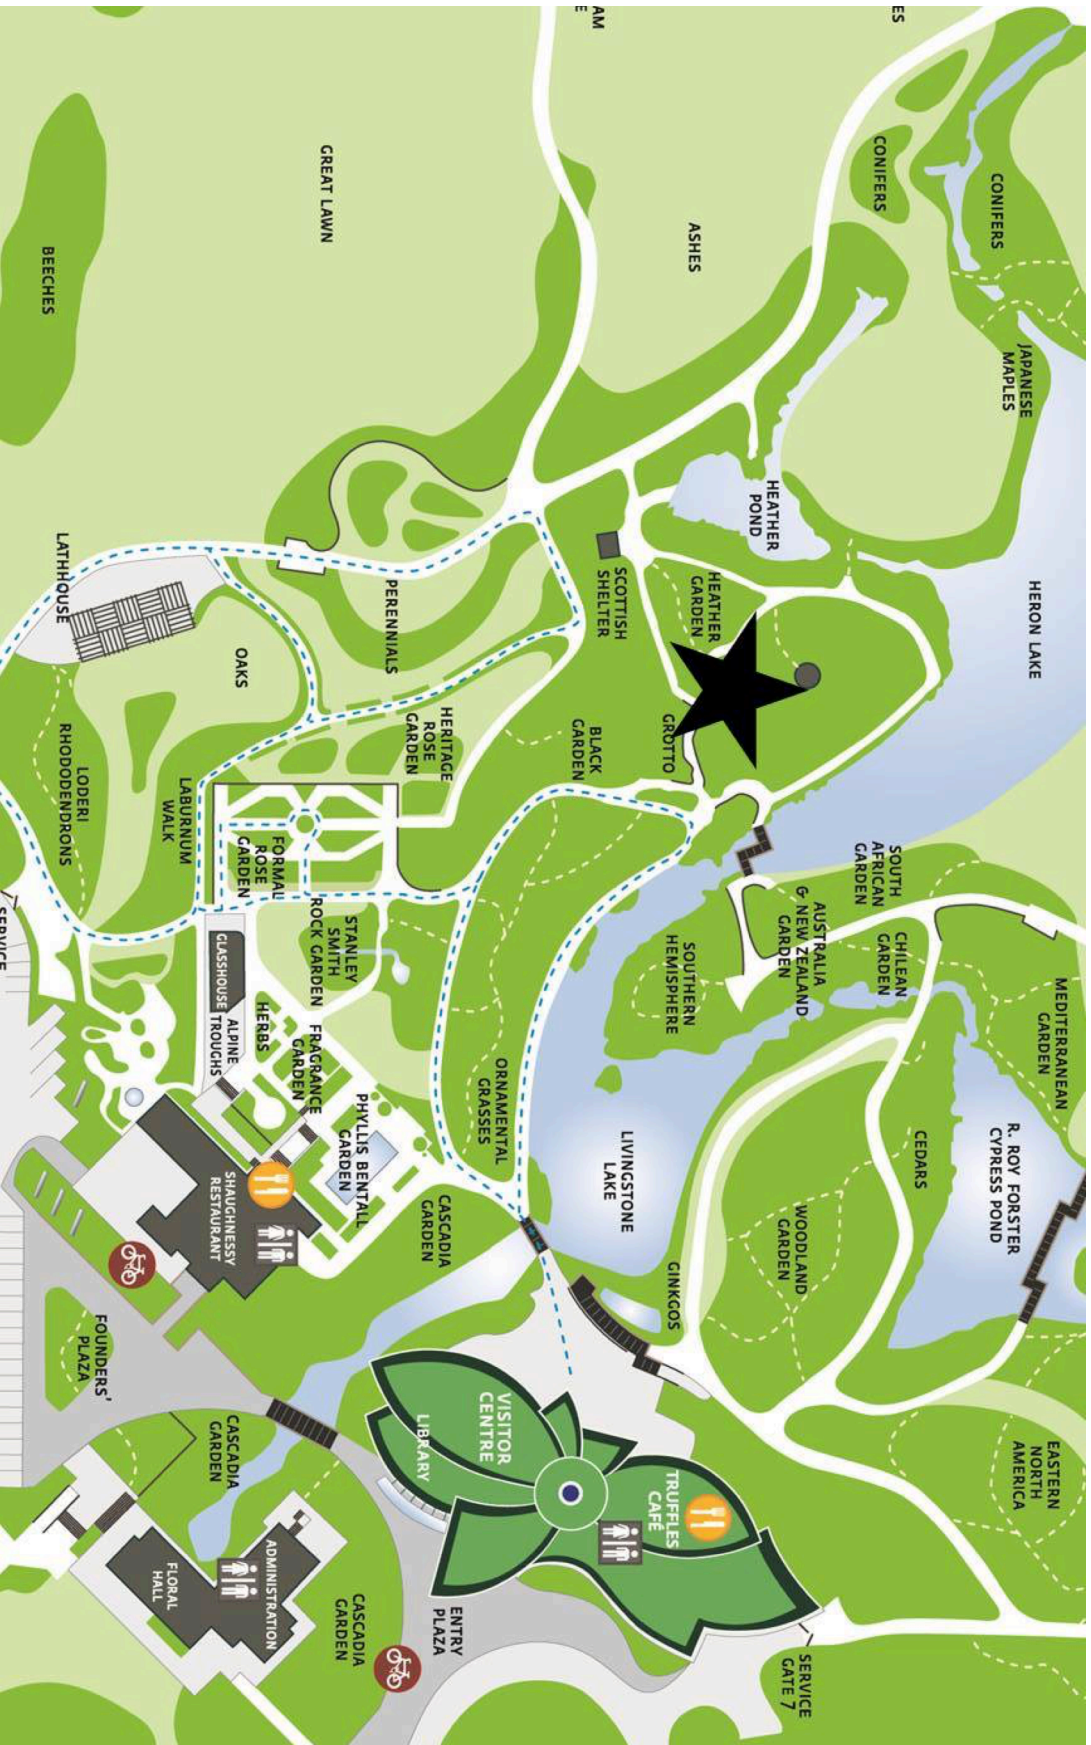 MEDITERRANEAN
GARDEN
HERON LAKE
EASTERN
NORTH
AMERICA
JAPANESE
MAPLES
R. ROY FORSTER
CYPRESS POND
CONIFERS
CEDARS
ES
CONIFERS
SOUTH
AFRICAN
GARDEN
CHILEAN
GARDEN
AUSTRALIA
& NEW ZEALAND
GARDEN
WOODLAND
GARDEN
SERVICE
GATE 7
HEATHER
POND
HEATHER
GARDEN
ASHES
GROTTO
SOUTHERN
HEMISPHERE
GINKGOS
TRUFFLES
CAFÉ
SCOTTISH
SHELTER
LIVINGSTONE
LAKE
AM
E
BLACK
GARDEN
ORNAMENTAL
GRASSES
VISITOR
CENTRE
LIBRARY
HERITAGE
ROSE
GARDEN
CASCADIA
GARDEN
ENTRY
PLAZA
PERENNIALS
STANLEY
SMITH
ROCK GARDEN
PHYLLIS BENTALL
GARDEN
CASCADIA
GARDEN
GREAT LAWN
FORMAL
ROSE
GARDEN
FRAGRANCE
GARDEN
HERBS
ADMINISTRATION
OAKS
GLASSHOUSE
ALPINE
TROUGHS
SHAUGHNESSY
RESTAURANT
CASCADIA
GARDEN
LABURNUM
WALK
FLORAL
HALL
LATHHOUSE
LODERI
RHODODENDRONS
FOUNDERS'
PLAZA
BEECHES
SERVICE